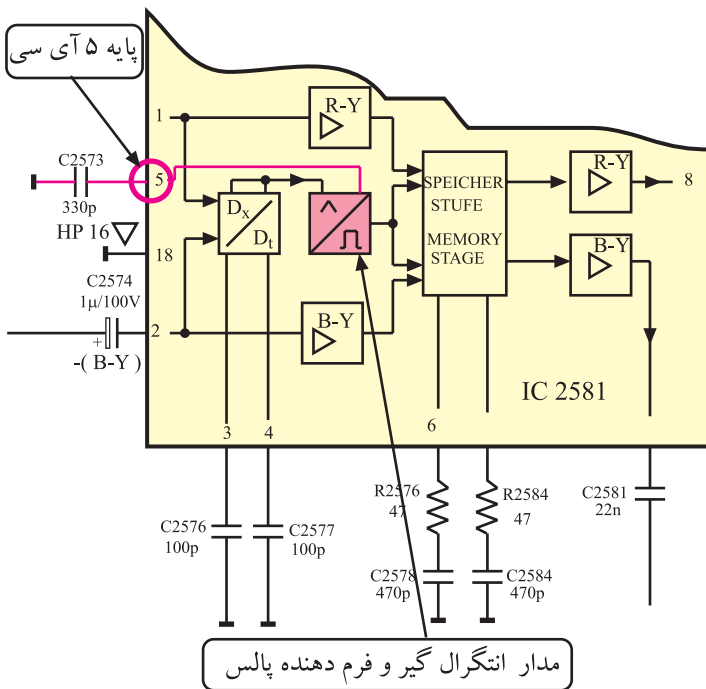 پایه ۵ آی سی
1
R-Y
R-Y
8
C2573
330p
5
SPEICHER
STUFE
MEMORY
STAGE
Dx
Dt
HP 16
18
B-Y
C2574
1µ/100V
+
-( B-Y )
2
B-Y
IC 2581
3
4
6
R2576
47
R2584
47
C2581
22n
C2576
100p
C2577
100p
C2578
470p
C2584
470p
مدار انتگرال گیر و فرم دهنده پالس